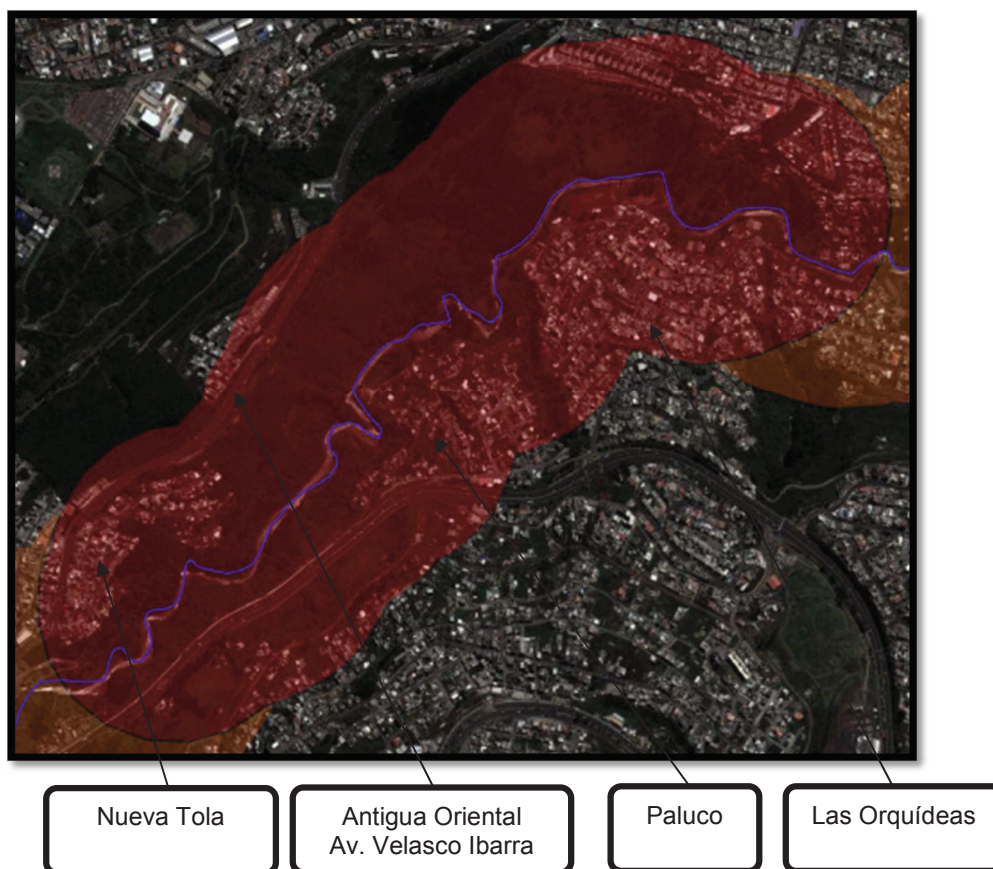 Nueva Tola
Antigua Oriental
Av. Velasco Ibarra
Paluco
Las Orquídeas